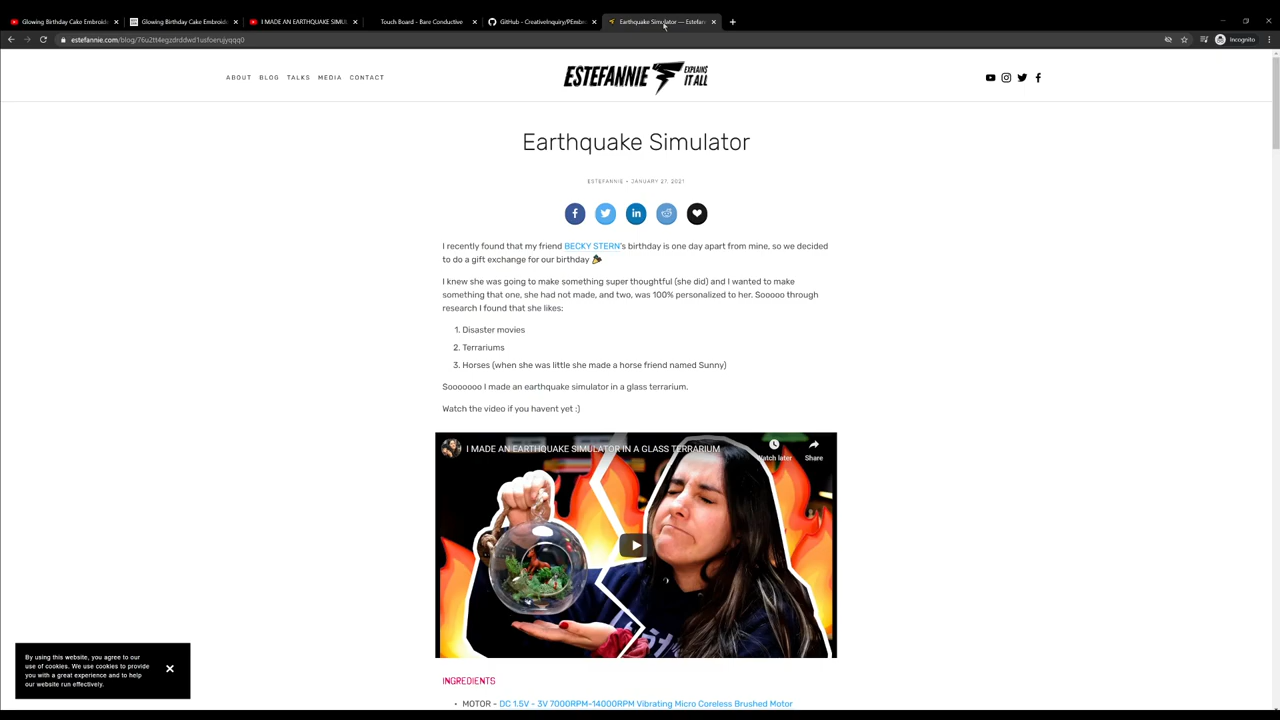 Glowing Birthday Cake Embroide
Glowing Birthday Cake Embroide
I MADE AN EARTHQUAKE SIMUL
Touch Board - Bare Conductive
GitHub - CreativeInquiry/PEmbr
Earthquake Simulator — Estefan
estefannie.com/blog/76u2tt4egzdrddwd1usfoerujyqqq0
Incognito
ABOUT BLOG TALKS MEDIA CONTACT
ESTEFANNIE EXPLAINS IT ALL
Earthquake Simulator
ESTEFANNIE • JANUARY 27, 2021
I recently found that my friend BECKY STERN's birthday is one day apart from mine, so we decided
to do a gift exchange for our birthday 🎉
I knew she was going to make something super thoughtful (she did) and I wanted to make
something that one, she had not made, and two, was 100% personalized to her. Sooooo through
research I found that she likes:
1. Disaster movies
2. Terrariums
3. Horses (when she was little she made a horse friend named Sunny)
Sooooooo I made an earthquake simulator in a glass terrarium.
Watch the video if you havent yet :)
I MADE AN EARTHQUAKE SIMULATOR IN A GLASS TERRARIUM
Watch later
Share
By using this website, you agree to our
use of cookies. We use cookies to provide
you with a great experience and to help
our website run effectively.
INGREDIENTS
• MOTOR - DC 1.5V - 3V 7000RPM-14000RPM Vibrating Micro Coreless Brushed Motor